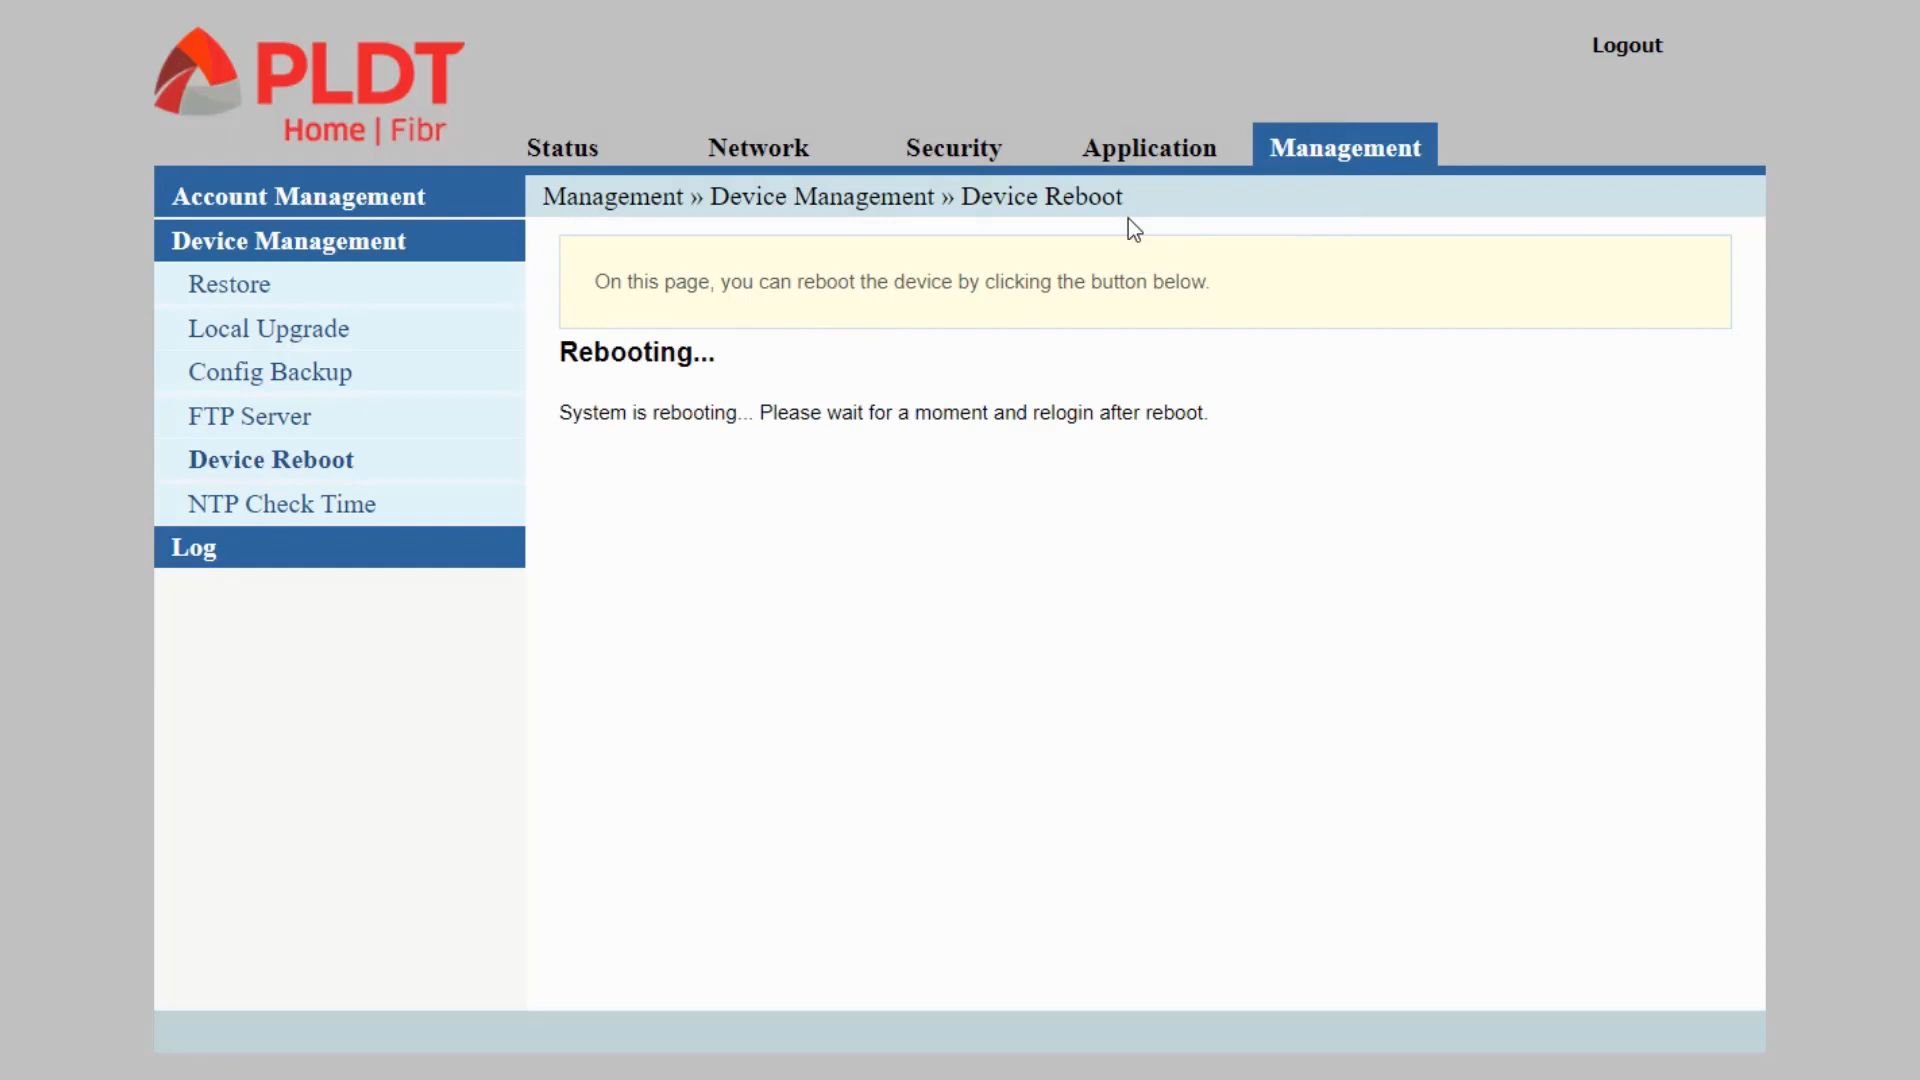 PLDT
Home | Fibr
Logout
Status Network Security Application Management
Account Management
Device Management
Restore
Local Upgrade
Config Backup
FTP Server
Device Reboot
NTP Check Time
Log
Management » Device Management » Device Reboot
On this page, you can reboot the device by clicking the button below.
Rebooting...
System is rebooting... Please wait for a moment and relogin after reboot.